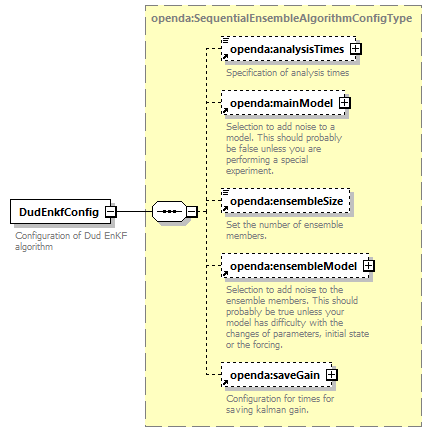 openda:SequentialEnsembleAlgorithmConfigType
openda:analysisTimes
Specification of analysis times
openda:mainModel
Selection to add noise to a
model. This should probably
be false unless you are
performing a special
experiment.
DudEnkfConfig
Configuration of Dud EnKF
algorithm
openda:ensembleSize
Set the number of ensemble
members.
openda:ensembleModel
Selection to add noise to the
ensemble members. This should
probably be true unless your
model has difficulty with the
changes of parameters, initial state
or the forcing.
openda:saveGain
Configuration for times for
saving kalman gain.